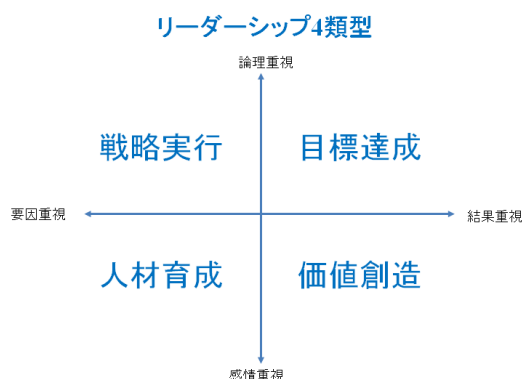 リーダーシップ4類型
論理重視
戦略実行
目標達成
要因重視
結果重視
人材育成
価値創造
感情重視